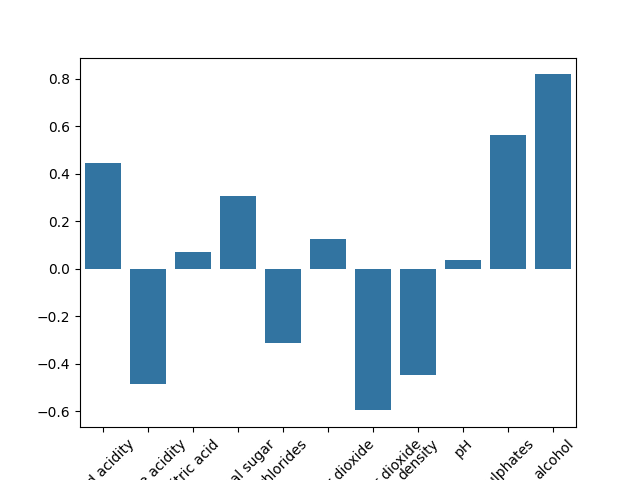 0.8
0.6
0.4
0.2
0.0
−0.2
−0.4
−0.6
d acidity
e acidity
tric acid
al sugar
hlorides
dioxide
dioxide
density
pH
lphates
alcohol